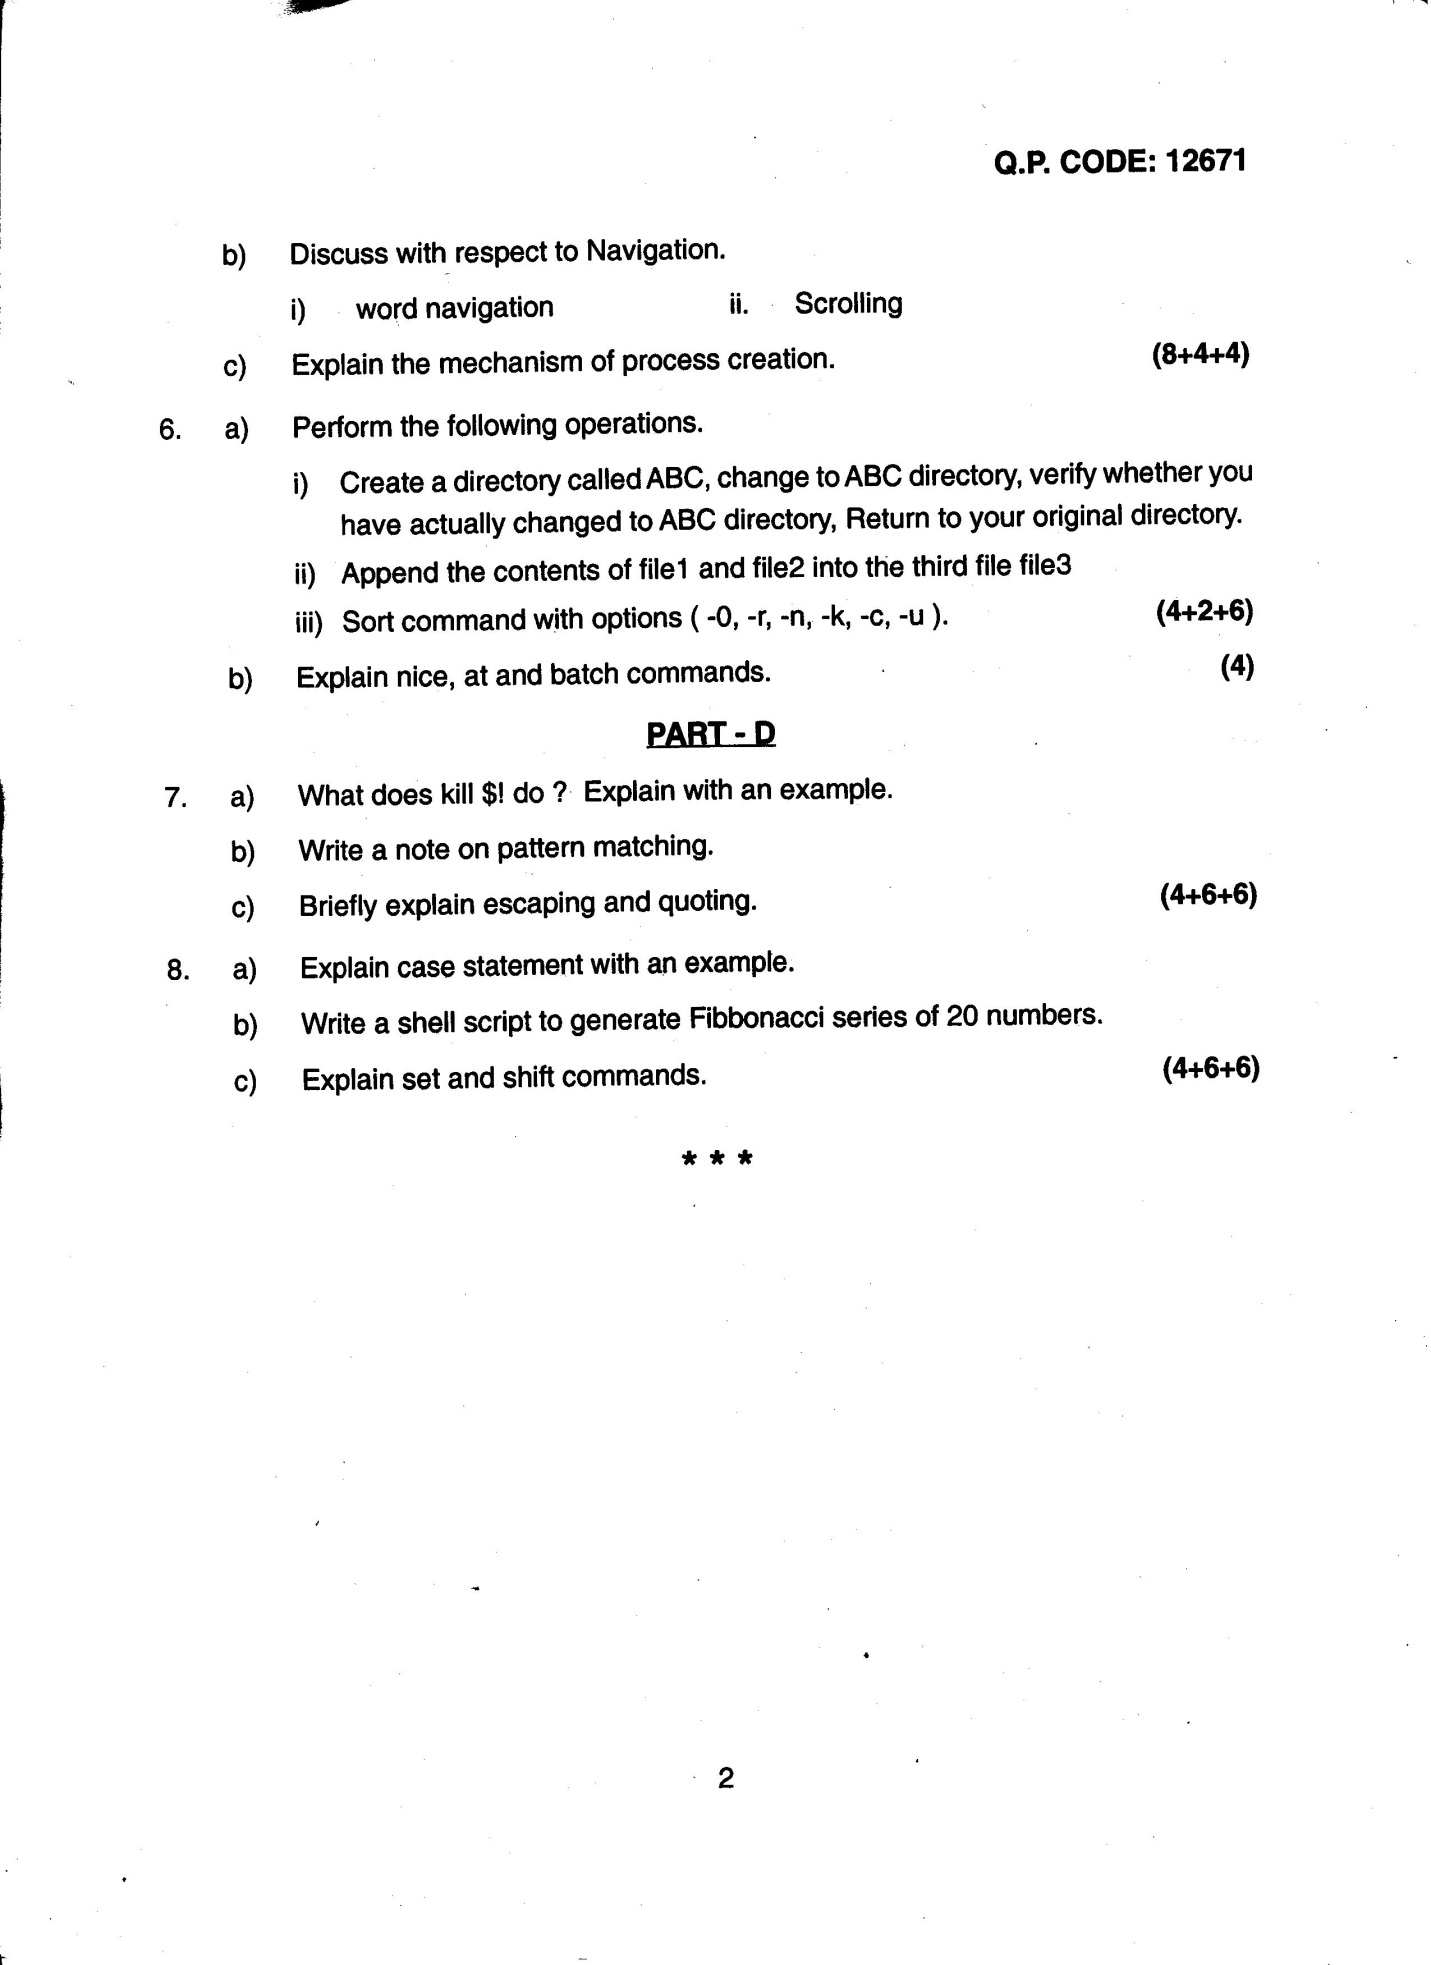 Q.P. CODE: 12671
b) Discuss with respect to Navigation.
i) word navigation ii. Scrolling
c) Explain the mechanism of process creation. (8+4+4)
6. a) Perform the following operations.
i) Create a directory called ABC, change to ABC directory, verify whether you
have actually changed to ABC directory, Return to your original directory.
ii) Append the contents of file1 and file2 into the third file file3
iii) Sort command with options ( -0, -r, -n, -k, -c, -u ). (4+2+6)
b) Explain nice, at and batch commands. (4)
PART - D
7. a) What does kill $! do ? Explain with an example.
b) Write a note on pattern matching.
c) Briefly explain escaping and quoting. (4+6+6)
8. a) Explain case statement with an example.
b) Write a shell script to generate Fibbonacci series of 20 numbers.
c) Explain set and shift commands. (4+6+6)
* * *
2